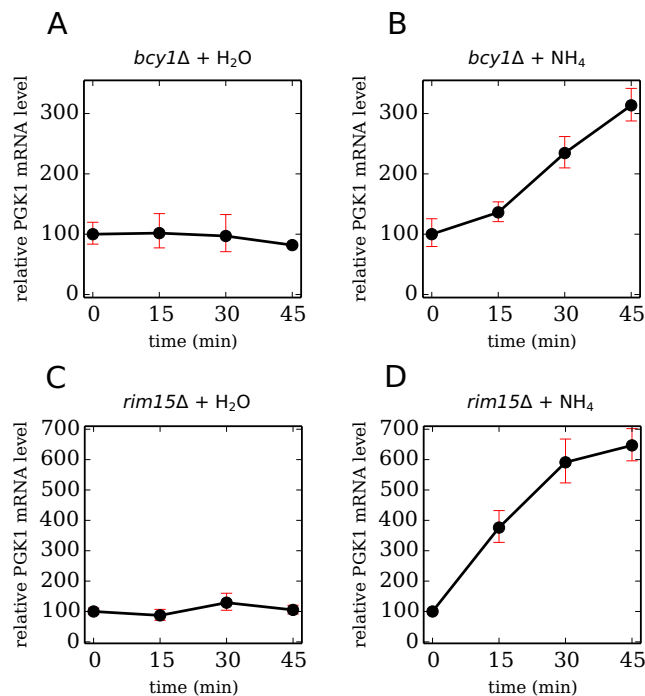 A
bcy1Δ + H₂O
relative PGK1 mRNA level
300
200
100
0
0 15 30 45
time (min)
B
bcy1Δ + NH₄
relative PGK1 mRNA level
300
200
100
0
0 15 30 45
time (min)
C
rim15Δ + H₂O
relative PGK1 mRNA level
700
600
500
400
300
200
100
0
0 15 30 45
time (min)
D
rim15Δ + NH₄
relative PGK1 mRNA level
700
600
500
400
300
200
100
0
0 15 30 45
time (min)